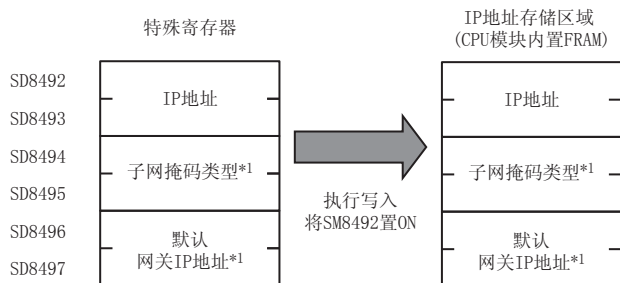 特殊寄存器
IP地址存储区域
(CPU模块内置FRAM)
SD8492
SD8493
SD8494
SD8495
SD8496
SD8497
IP地址
子网掩码类型*1
默认
网关IP地址*1
执行写入
将SM8492置ON
IP地址
子网掩码类型*1
默认
网关IP地址*1